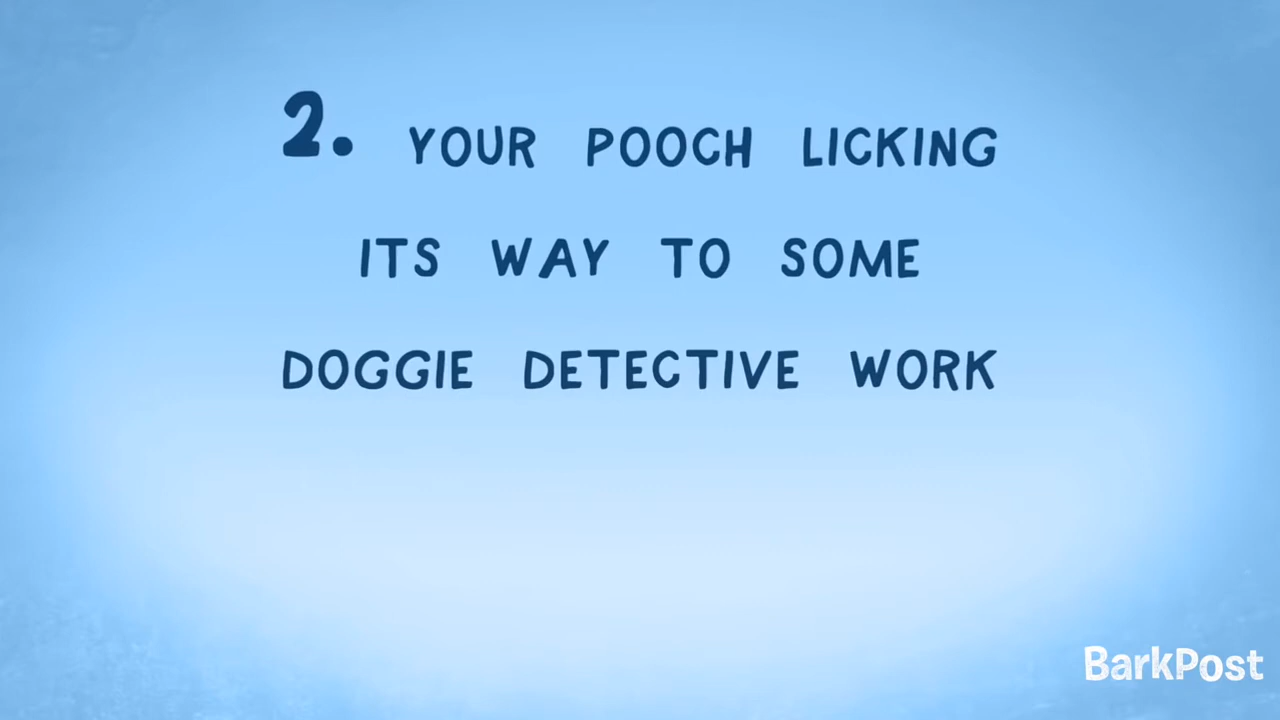 2. YOUR POOCH LICKING
ITS WAY TO SOME
DOGGIE DETECTIVE WORK
BarkPost